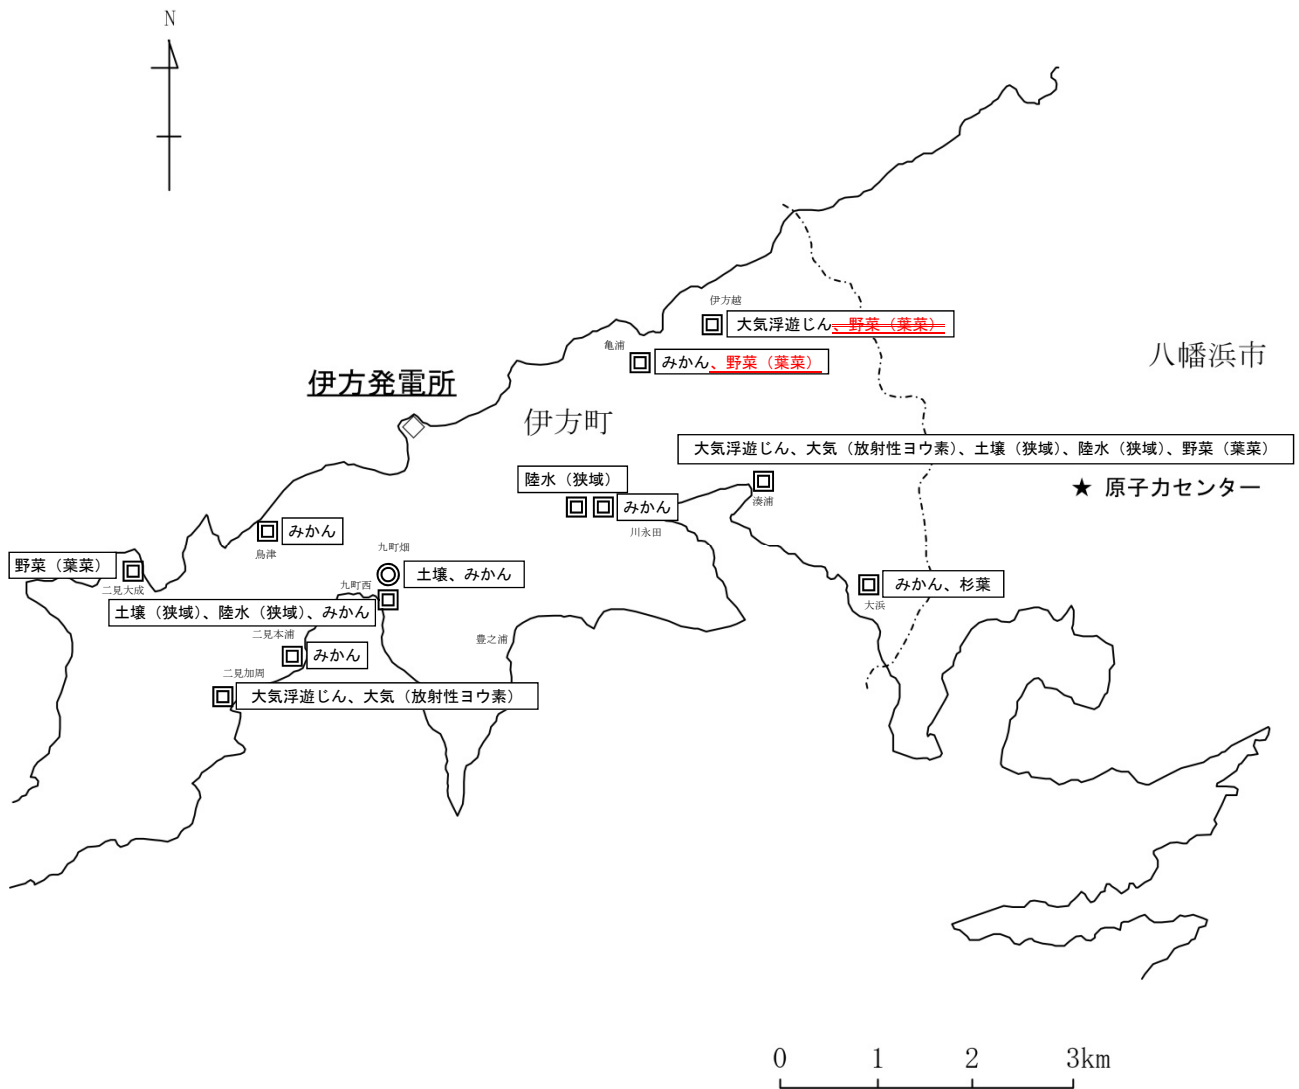 N
伊方越
大気浮遊じん、野菜（葉菜）
亀浦
みかん、野菜（葉菜）
八幡浜市
伊方発電所
伊方町
大気浮遊じん、大気（放射性ヨウ素）、土壌（狭域）、陸水（狭域）、野菜（葉菜）
湊浦
★ 原子力センター
陸水（狭域）
みかん
川永田
みかん
鳥津
九町畑
土壌、みかん
野菜（葉菜）
二見大成
九町西
土壌（狭域）、陸水（狭域）、みかん
みかん、杉葉
大浜
二見本浦
みかん
豊之浦
二見加周
大気浮遊じん、大気（放射性ヨウ素）
0 1 2 3km